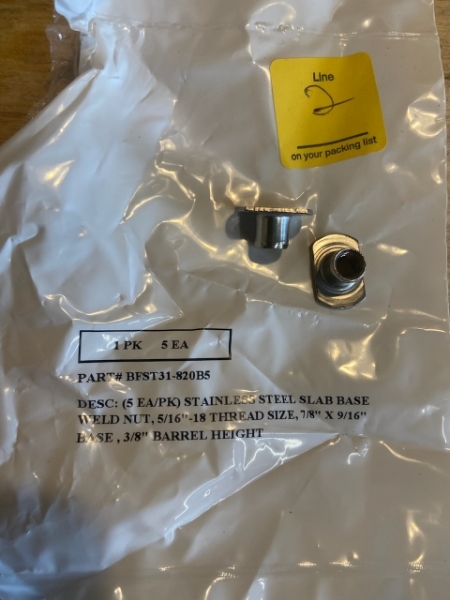 Line
2
on your packing list
1 PK 5 EA
PART# BFST31-820B5
DESC: (5 EA/PK) STAINLESS STEEL SLAB BASE
WELD NUT, 5/16"-18 THREAD SIZE, 7/8" X 9/16"
BASE , 3/8" BARREL HEIGHT